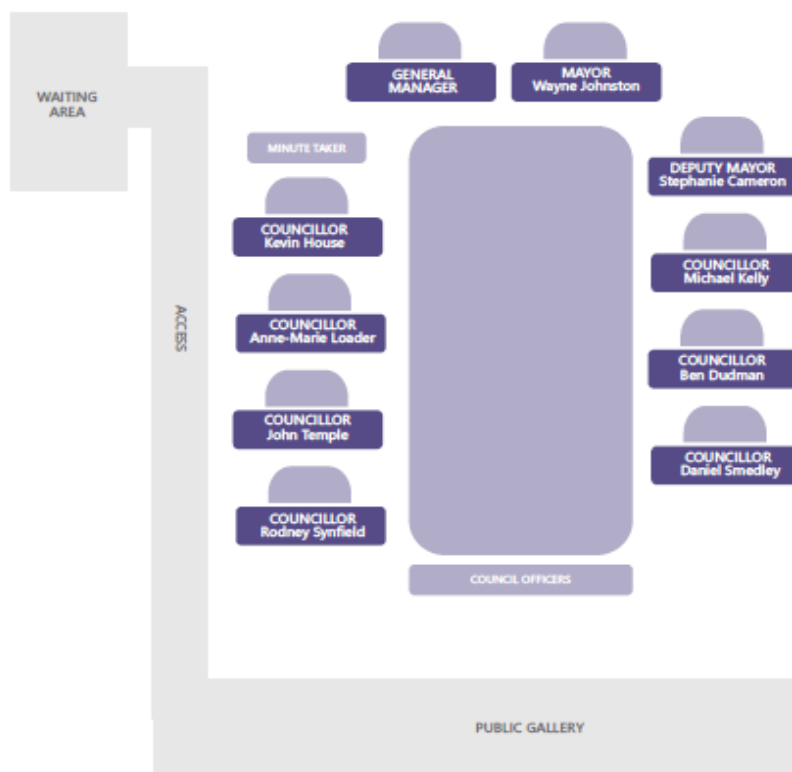 WAITING
AREA
GENERAL
MANAGER
MAYOR
Wayne Johnston
MINUTE TAKER
DEPUTY MAYOR
Stephanie Cameron
COUNCILLOR
Kevin House
COUNCILLOR
Michael Kelly
ACCESS
COUNCILLOR
Anne-Marie Loader
COUNCILLOR
Ben Dudman
COUNCILLOR
John Temple
COUNCILLOR
Daniel Smedley
COUNCILLOR
Rodney Synfield
COUNCIL OFFICERS
PUBLIC GALLERY